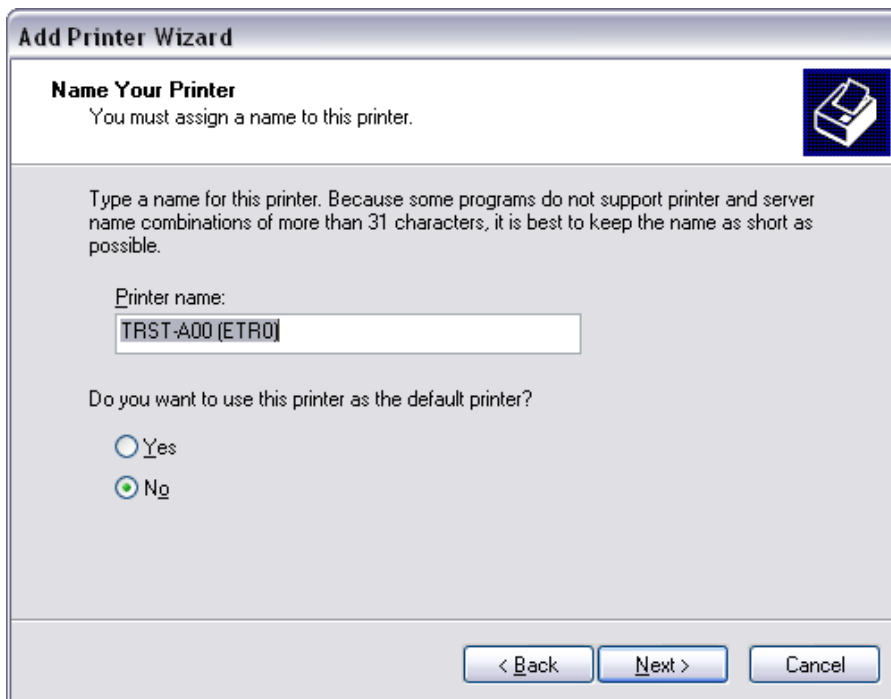 Add Printer Wizard
Name Your Printer
You must assign a name to this printer.
Type a name for this printer. Because some programs do not support printer and server
name combinations of more than 31 characters, it is best to keep the name as short as
possible.
Printer name:
TRST-A00 (ETR0)
Do you want to use this printer as the default printer?
Yes
No
< Back
Next >
Cancel